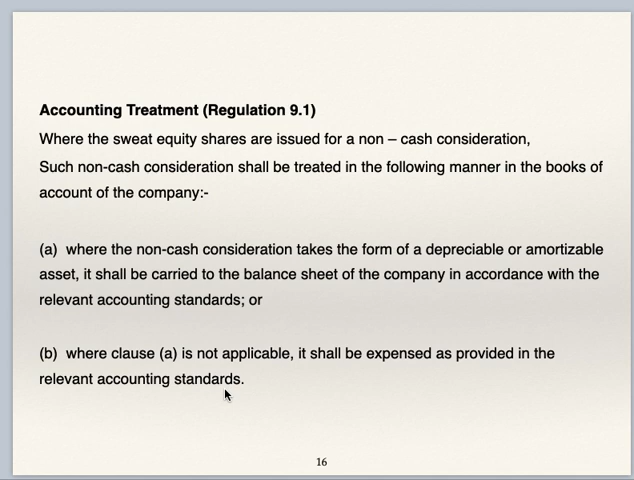 Accounting Treatment (Regulation 9.1)
Where the sweat equity shares are issued for a non – cash consideration,
Such non-cash consideration shall be treated in the following manner in the books of
account of the company:-
(a) where the non-cash consideration takes the form of a depreciable or amortizable
asset, it shall be carried to the balance sheet of the company in accordance with the
relevant accounting standards; or
(b) where clause (a) is not applicable, it shall be expensed as provided in the
relevant accounting standards.
16